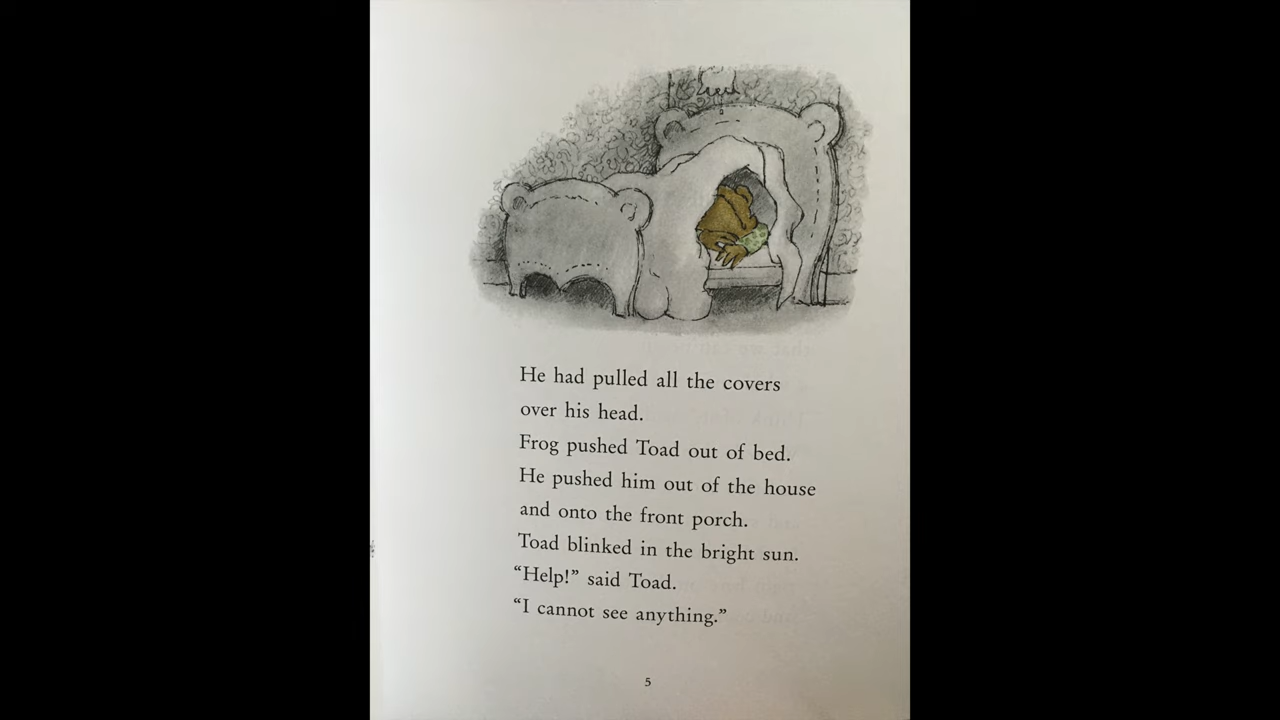 He had pulled all the covers
over his head.
Frog pushed Toad out of bed.
He pushed him out of the house
and onto the front porch.
Toad blinked in the bright sun.
“Help!” said Toad.
“I cannot see anything.”
5